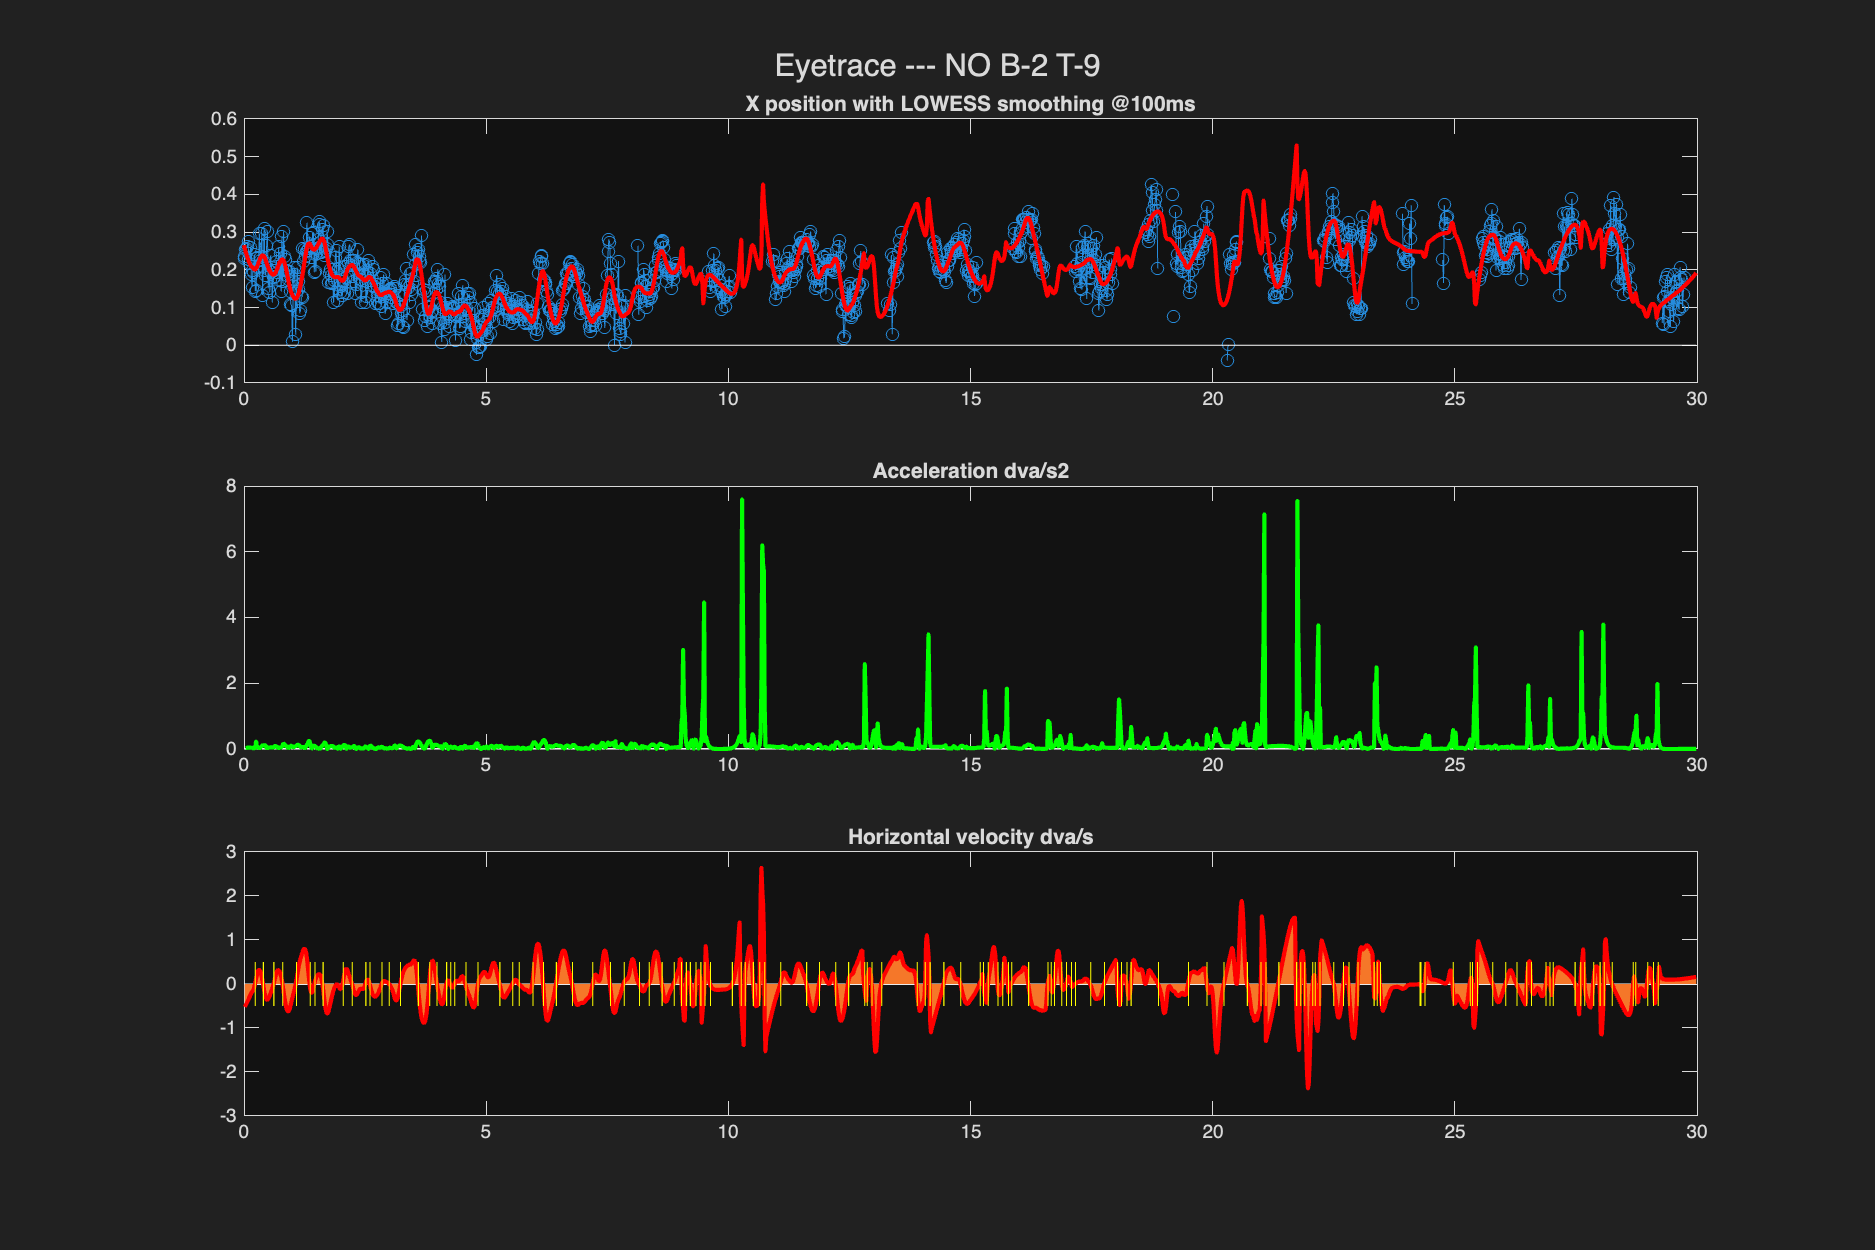 Eyetrace --- NO B-2 T-9
X position with LOWESS smoothing @100ms
0.6
0.5
0.4
0.3
0.2
0.1
0
-0.1
0 5 10 15 20 25 30
Acceleration dva/s2
8
6
4
2
0
0 5 10 15 20 25 30
Horizontal velocity dva/s
3
2
1
0
-1
-2
-3
0 5 10 15 20 25 30